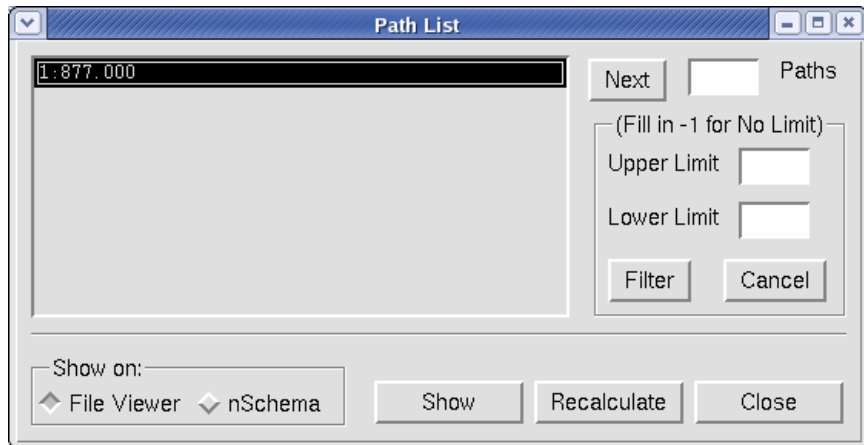 Path List
1:877.000
Next Paths
(Fill in -1 for No Limit)
Upper Limit
Lower Limit
Filter Cancel
Show on:
File Viewer nSchema
Show Recalculate Close